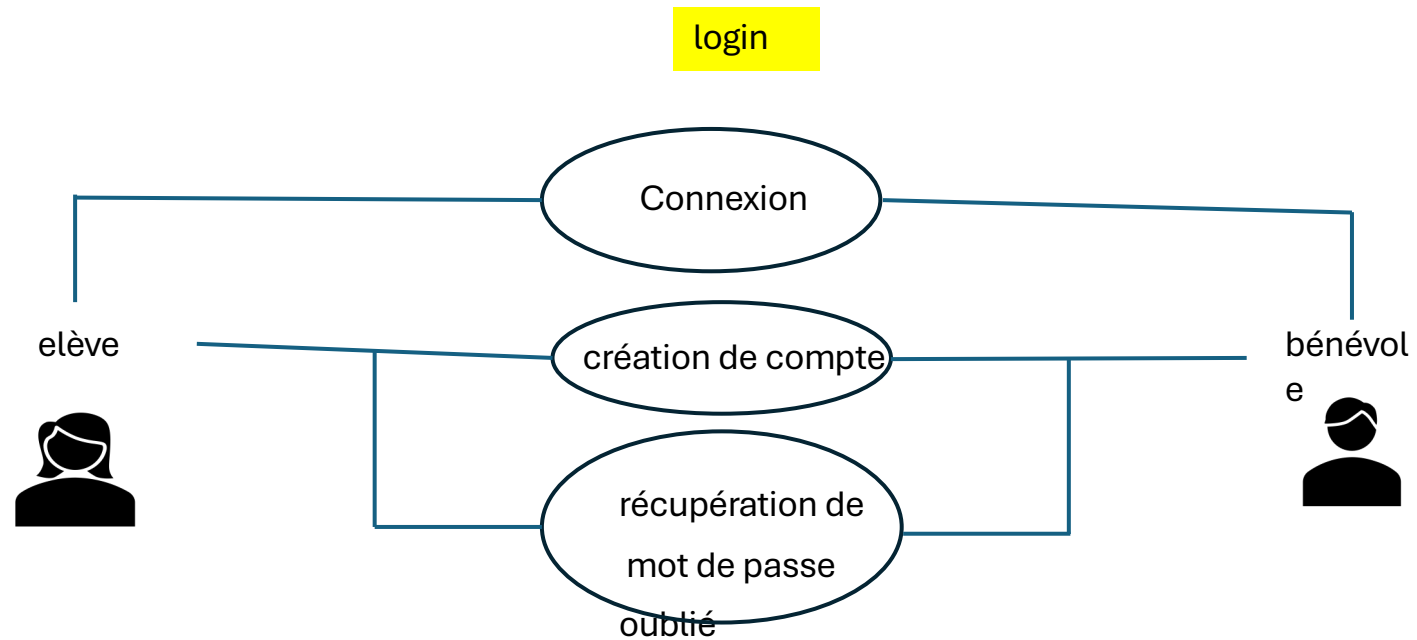 login
Connexion
elève
création de compte
bénévol
e
récupération de
mot de passe
oublié